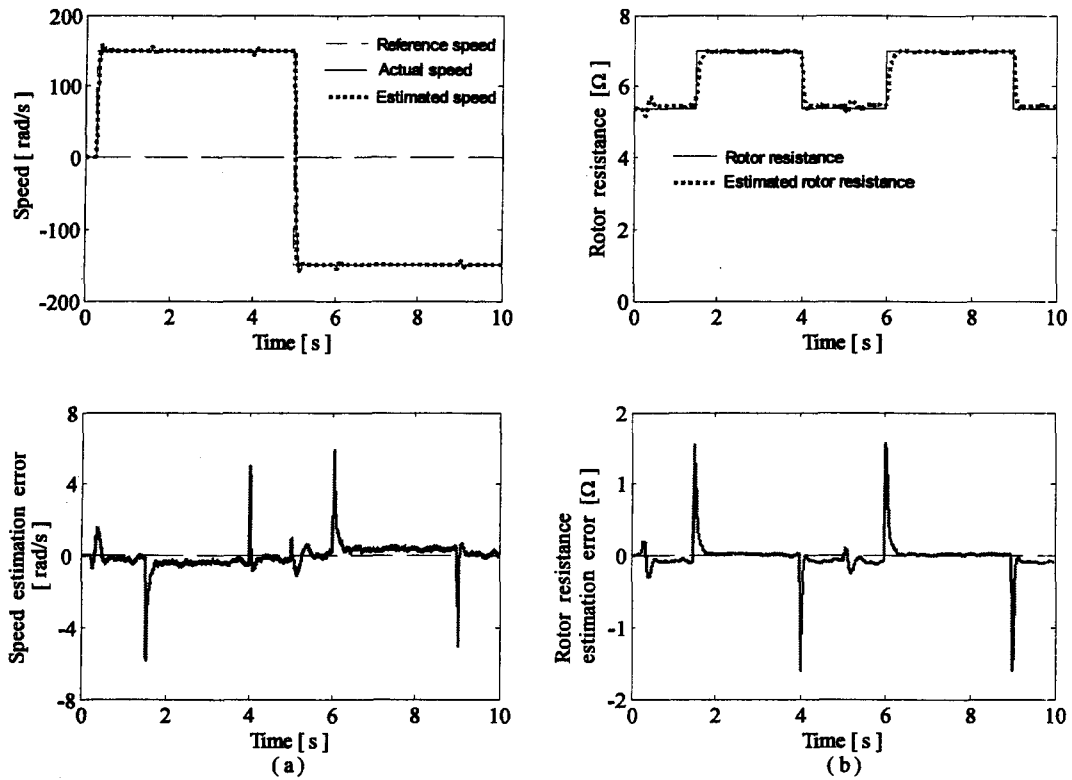 200
100
0
-100
-200
Speed [ rad/s]
Reference speed
Actual speed
Estimated speed
0 2 4 6 8 10
Time [ s ]
8
6
4
2
0
Rotor resistance [Ω]
Rotor resistance
Estimated rotor resistance
0 2 4 6 8 10
Time [ s ]
8
4
0
-4
-8
Speed estimation error
[ rad/s]
0 2 4 6 8 10
Time [ s ]
( a )
2
1
0
-1
-2
Rotor resistance
estimation error [Ω]
0 2 4 6 8 10
Time [ s ]
( b )